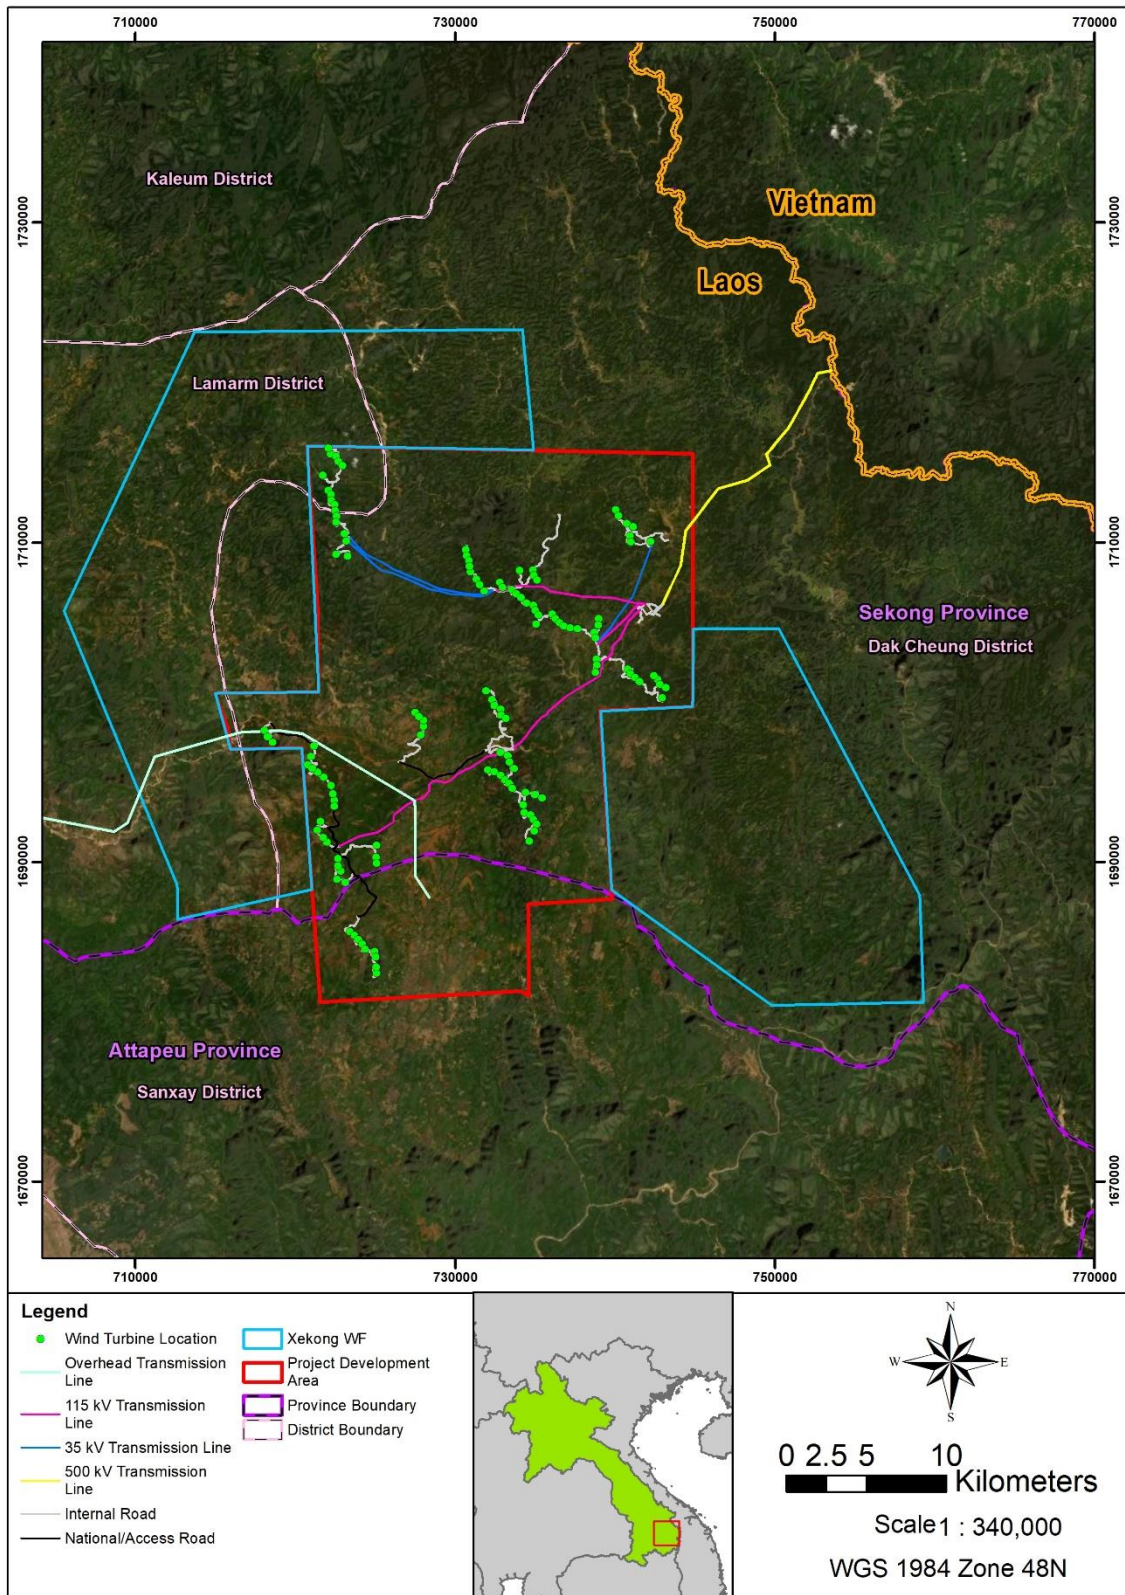 710000
730000
750000
770000
Kaleum District
1730000
1730000
Vietnam
Laos
Lamarm District
1710000
1710000
Sekong Province
Dak Cheung District
1690000
1690000
Attapeu Province
Sanxay District
1670000
1670000
710000
730000
750000
770000
Legend
Wind Turbine Location
Overhead Transmission
Line
115 kV Transmission
Line
35 kV Transmission Line
500 kV Transmission
Line
Internal Road
National/Access Road
Xekong WF
Project Development
Area
Province Boundary
District Boundary
N
W
E
S
0 2.5 5 10
Kilometers
Scale 1 : 340,000
WGS 1984 Zone 48N